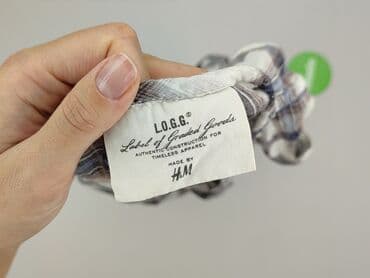 L.O.G.G.®
Label of Graded Goods
AUTHENTIC CONSTRUCTION FOR
TIMELESS APPAREL
MADE BY
H&M